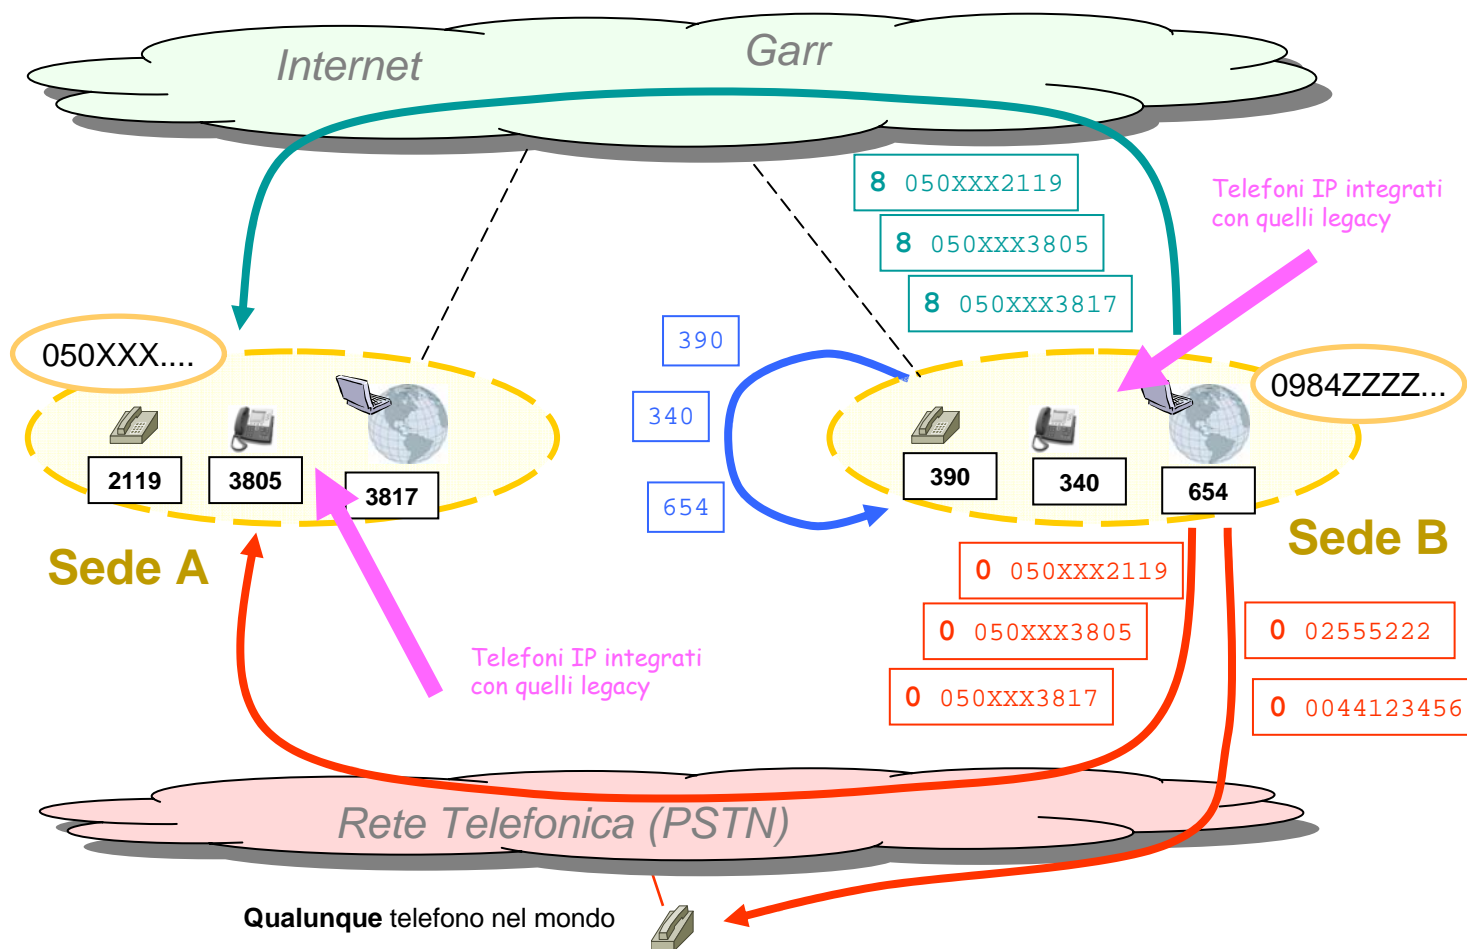 Internet
Garr
8 050XXX2119
8 050XXX3805
8 050XXX3817
Telefoni IP integrati
con quelli legacy
050XXX....
0984ZZZZ...
390
340
654
2119
3805
3817
390
340
654
Sede A
Sede B
0 050XXX2119
0 050XXX3805
0 050XXX3817
0 02555222
0 0044123456
Telefoni IP integrati
con quelli legacy
Rete Telefonica (PSTN)
Qualunque telefono nel mondo